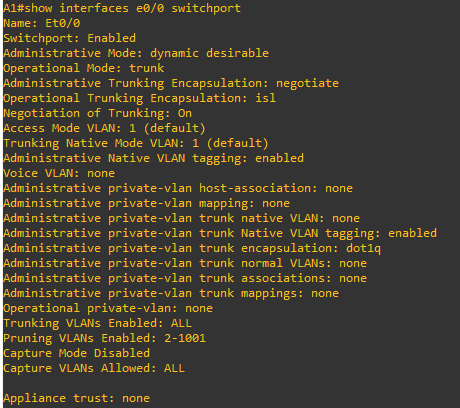 A1#show interfaces e0/0 switchport
Name: Et0/0
Switchport: Enabled
Administrative Mode: dynamic desirable
Operational Mode: trunk
Administrative Trunking Encapsulation: negotiate
Operational Trunking Encapsulation: isl
Negotiation of Trunking: On
Access Mode VLAN: 1 (default)
Trunking Native Mode VLAN: 1 (default)
Administrative Native VLAN tagging: enabled
Voice VLAN: none
Administrative private-vlan host-association: none
Administrative private-vlan mapping: none
Administrative private-vlan trunk native VLAN: none
Administrative private-vlan trunk Native VLAN tagging: enabled
Administrative private-vlan trunk encapsulation: dot1q
Administrative private-vlan trunk normal VLANs: none
Administrative private-vlan trunk associations: none
Administrative private-vlan trunk mappings: none
Operational private-vlan: none
Trunking VLANs Enabled: ALL
Pruning VLANs Enabled: 2-1001
Capture Mode Disabled
Capture VLANs Allowed: ALL

Appliance trust: none